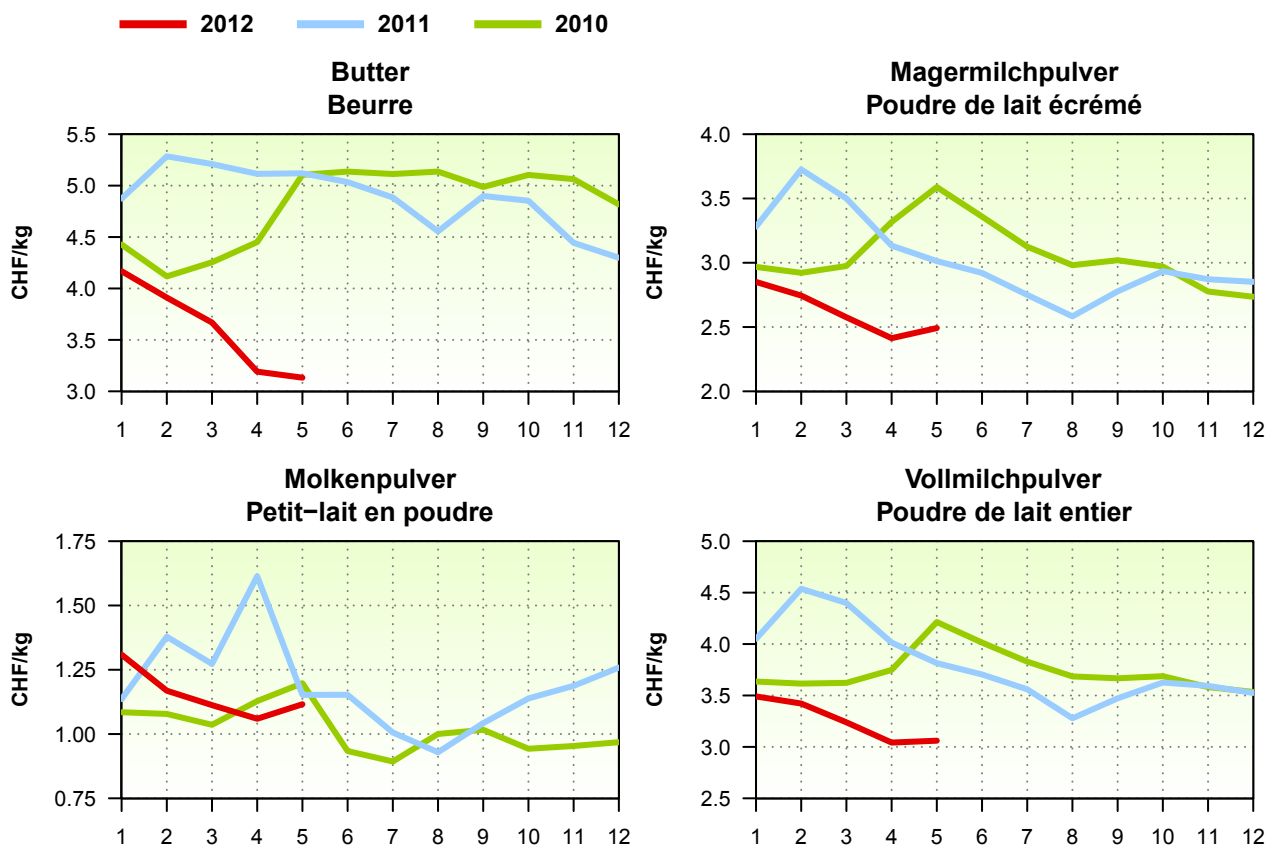 2012 2011 2010
Butter
Beurre
CHF/kg
5.5
5.0
4.5
4.0
3.5
3.0
1 2 3 4 5 6 7 8 9 10 11 12
Magermilchpulver
Poudre de lait écrémé
CHF/kg
4.0
3.5
3.0
2.5
2.0
1 2 3 4 5 6 7 8 9 10 11 12
Molkenpulver
Petit−lait en poudre
CHF/kg
1.75
1.50
1.25
1.00
0.75
1 2 3 4 5 6 7 8 9 10 11 12
Vollmilchpulver
Poudre de lait entier
CHF/kg
5.0
4.5
4.0
3.5
3.0
2.5
1 2 3 4 5 6 7 8 9 10 11 12